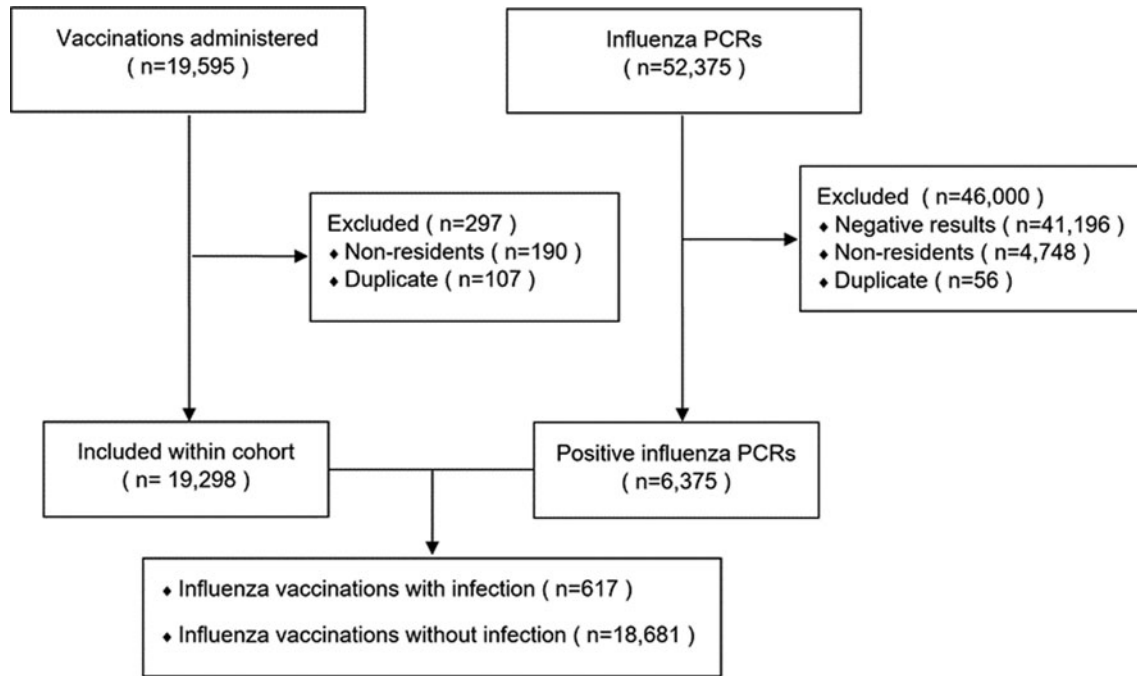 Vaccinations administered
( n=19,595 )
Influenza PCRs
( n=52,375 )
Excluded ( n=297 )
♦ Non-residents ( n=190 )
♦ Duplicate ( n=107 )
Excluded ( n=46,000 )
♦ Negative results ( n=41,196 )
♦ Non-residents ( n=4,748 )
♦ Duplicate ( n=56 )
Included within cohort
( n= 19,298 )
Positive influenza PCRs
( n=6,375 )
♦ Influenza vaccinations with infection ( n=617 )
♦ Influenza vaccinations without infection ( n=18,681 )